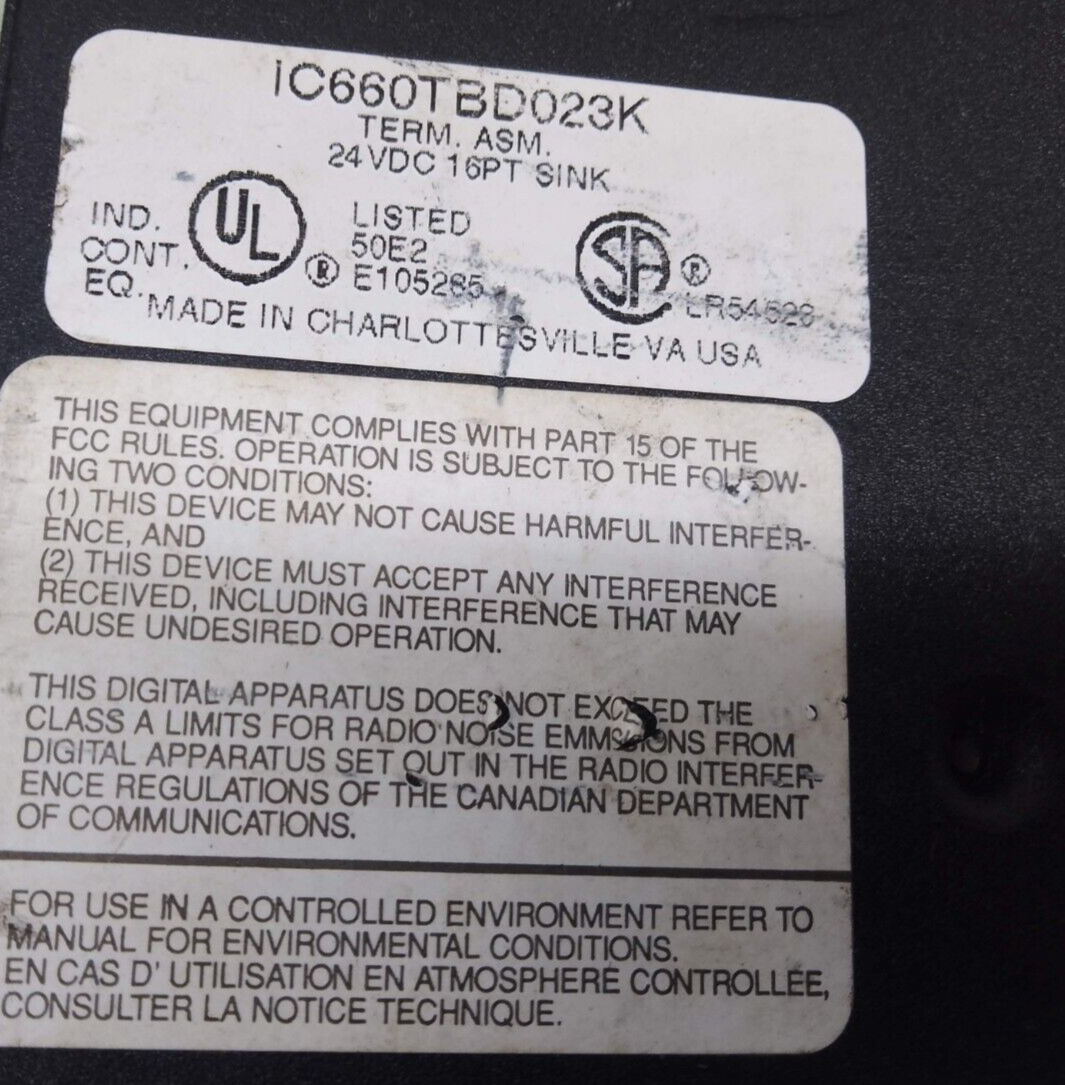 IC660TBD023K
TERM. ASM.
24VDC 16PT SINK
IND.
CONT.
EQ.
UL
®
LISTED
50E2
E105265
SA
®
LR54523
MADE IN CHARLOTTESVILLE VA USA
THIS EQUIPMENT COMPLIES WITH PART 15 OF THE
FCC RULES. OPERATION IS SUBJECT TO THE FOLLOW-
ING TWO CONDITIONS:
(1) THIS DEVICE MAY NOT CAUSE HARMFUL INTERFER-
ENCE, AND
(2) THIS DEVICE MUST ACCEPT ANY INTERFERENCE
RECEIVED, INCLUDING INTERFERENCE THAT MAY
CAUSE UNDESIRED OPERATION.
THIS DIGITAL APPARATUS DOES NOT EXCEED THE
CLASS A LIMITS FOR RADIO NOISE EMMSSIONS FROM
DIGITAL APPARATUS SET OUT IN THE RADIO INTERFER-
ENCE REGULATIONS OF THE CANADIAN DEPARTMENT
OF COMMUNICATIONS.
FOR USE IN A CONTROLLED ENVIRONMENT REFER TO
MANUAL FOR ENVIRONMENTAL CONDITIONS.
EN CAS D' UTILISATION EN ATMOSPHERE CONTROLLEE,
CONSULTER LA NOTICE TECHNIQUE.